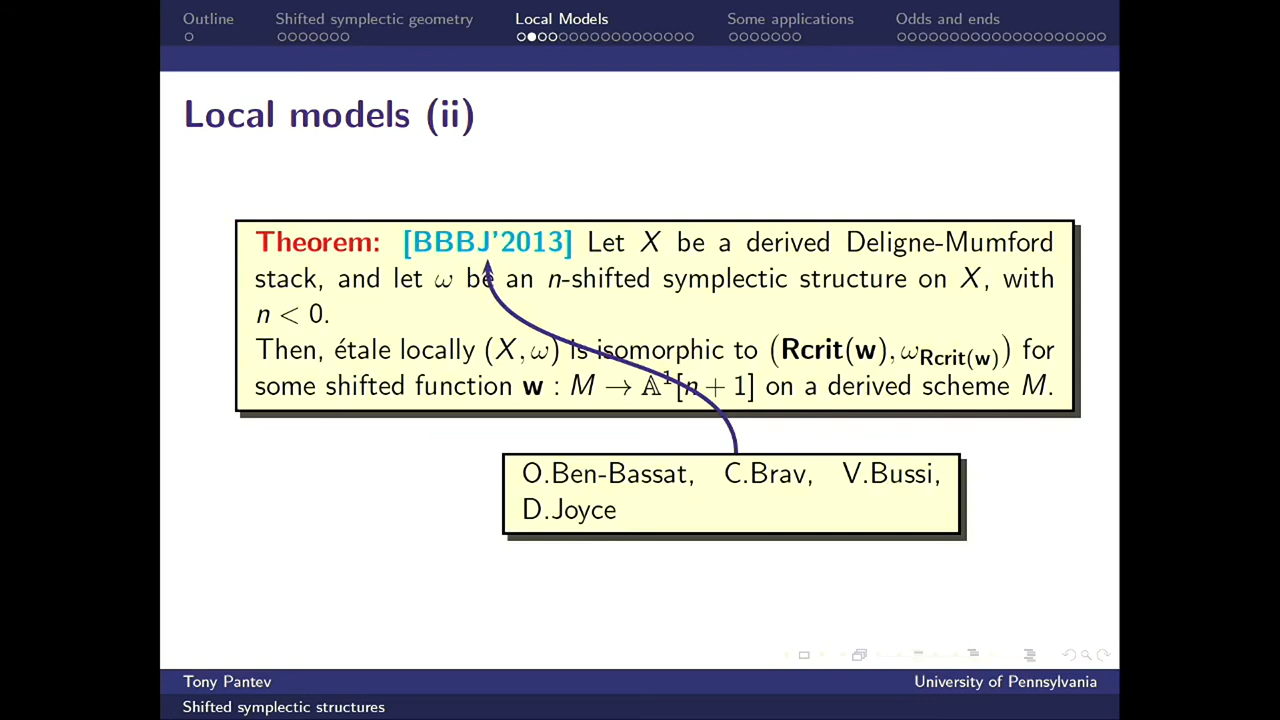 Outline
Shifted symplectic geometry
Local Models
Some applications
Odds and ends
Local models (ii)
Theorem: [BBBJ’2013] Let X be a derived Deligne-Mumford
stack, and let ω be an n-shifted symplectic structure on X, with
n < 0.
Then, étale locally (X, ω) is isomorphic to (Rcrit(w), ω_Rcrit(w)) for
some shifted function w : M → 𝔸¹[n + 1] on a derived scheme M.
O.Ben-Bassat, C.Brav, V.Bussi,
D.Joyce
Tony Pantev
University of Pennsylvania
Shifted symplectic structures